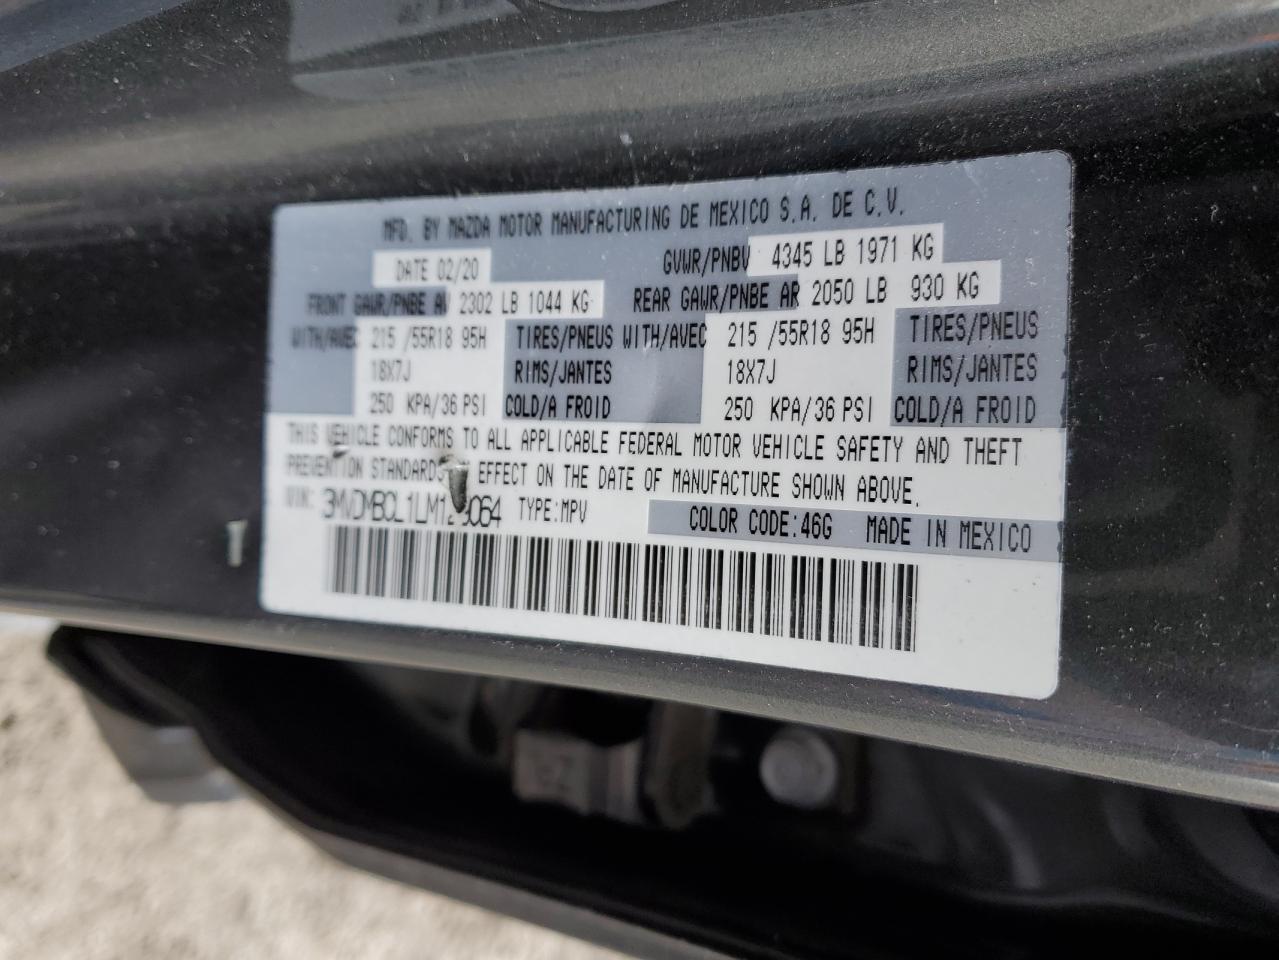 MFD. BY MAZDA MOTOR MANUFACTURING DE MEXICO S.A. DE C.V.
DATE 02/20 GVWR/PNBV 4345 LB 1971 KG
FRONT GAWR/PNBE AV 2302 LB 1044 KG REAR GAWR/PNBE AR 2050 LB 930 KG
WITH/AVEC 215 /55R18 95H TIRES/PNEUS WITH/AVEC 215 /55R18 95H TIRES/PNEUS
18X7J RIMS/JANTES 18X7J RIMS/JANTES
250 KPA/36 PSI COLD/A FROID 250 KPA/36 PSI COLD/A FROID
THIS VEHICLE CONFORMS TO ALL APPLICABLE FEDERAL MOTOR VEHICLE SAFETY AND THEFT
PREVENTION STANDARDS EFFECT ON THE DATE OF MANUFACTURE SHOWN ABOVE.
VIN: TYPE:MPV COLOR CODE:46G MADE IN MEXICO